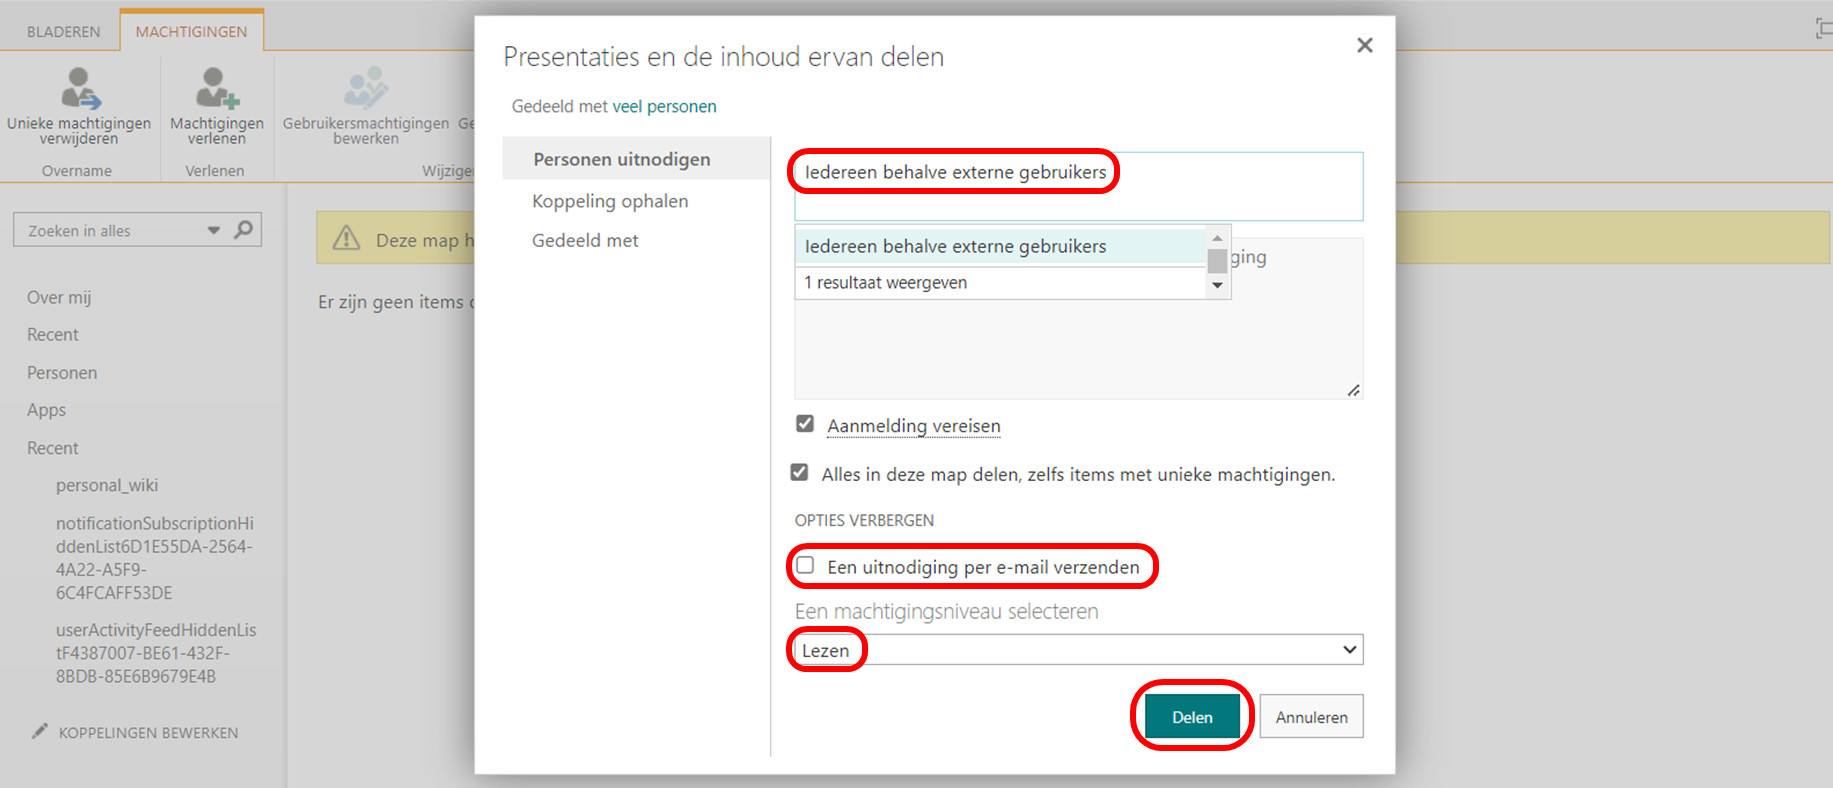 BLADEREN
MACHTIGINGEN
Unieke machtigingen
verwijderen
Machtigingen
verlenen
Gebruikersmachtigingen
bewerken
Ge
Overname
Verlenen
Wijzige
Zoeken in alles
Deze map h
Er zijn geen items
Over mij
Recent
Personen
Apps
Recent
personal_wiki
notificationSubscriptionHi
ddenList6D1E55DA-2564-
4A22-A5F9-
6C4FCAFF53DE
userActivityFeedHiddenLis
tF4387007-BE61-432F-
8BDB-85E6B9679E4B
KOPPELINGEN BEWERKEN
Presentaties en de inhoud ervan delen
Gedeeld met veel personen
Personen uitnodigen
Koppeling ophalen
Gedeeld met
Iedereen behalve externe gebruikers
Iedereen behalve externe gebruikers
1 resultaat weergeven
ging
Aanmelding vereisen
Alles in deze map delen, zelfs items met unieke machtigingen.
OPTIES VERBERGEN
Een uitnodiging per e-mail verzenden
Een machtigingsniveau selecteren
Lezen
Delen
Annuleren